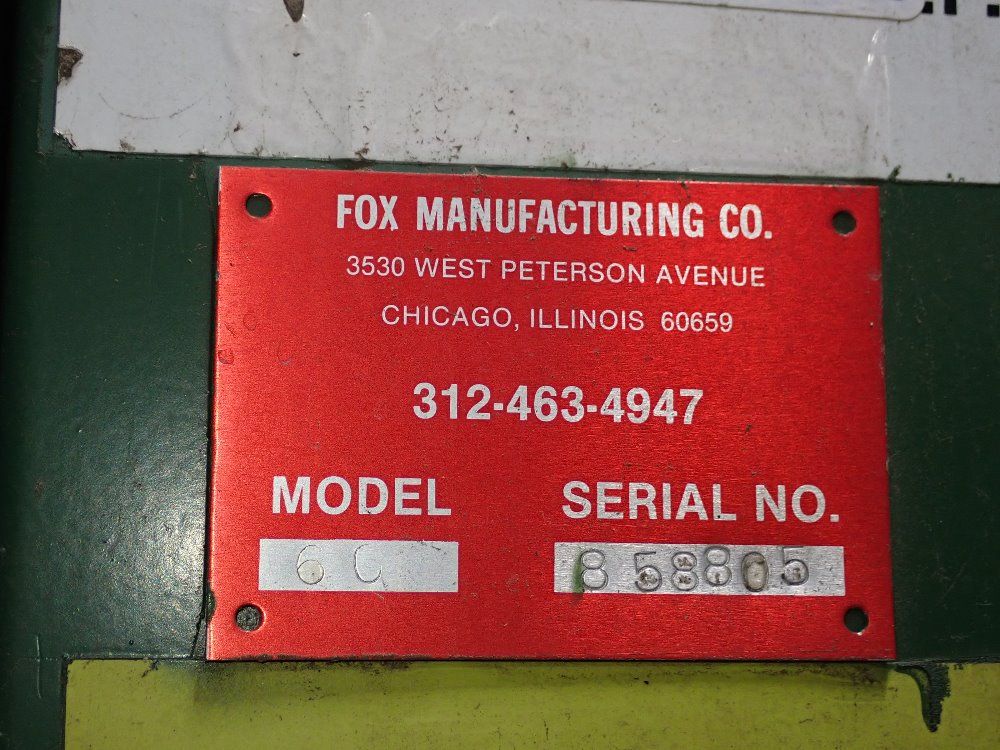 FOX MANUFACTURING CO.
3530 WEST PETERSON AVENUE
CHICAGO, ILLINOIS 60659
312-463-4947
MODEL SERIAL NO.
6C 858805